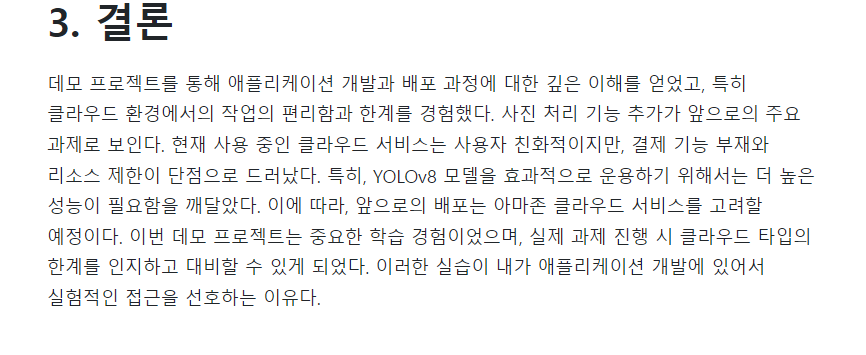 3. 결론
데모 프로젝트를 통해 애플리케이션 개발과 배포 과정에 대한 깊은 이해를 얻었고, 특히
클라우드 환경에서의 작업의 편리함과 한계를 경험했다. 사진 처리 기능 추가가 앞으로의 주요
과제로 보인다. 현재 사용 중인 클라우드 서비스는 사용자 친화적이지만, 결제 기능 부재와
리소스 제한이 단점으로 드러났다. 특히, YOLOv8 모델을 효과적으로 운용하기 위해서는 더 높은
성능이 필요함을 깨달았다. 이에 따라, 앞으로의 배포는 아마존 클라우드 서비스를 고려할
예정이다. 이번 데모 프로젝트는 중요한 학습 경험이었으며, 실제 과제 진행 시 클라우드 타입의
한계를 인지하고 대비할 수 있게 되었다. 이러한 실습이 내가 애플리케이션 개발에 있어서
실험적인 접근을 선호하는 이유다.